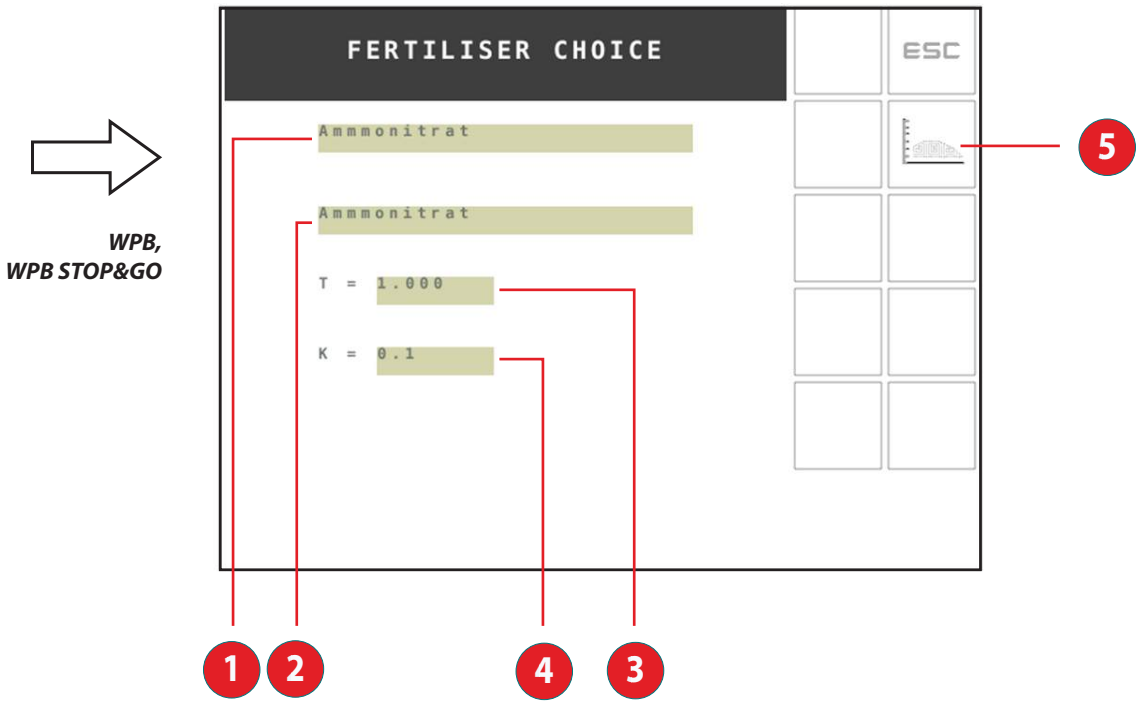 FERTILISER CHOICE
ESC
Ammmonitrat
5
WPB,
WPB STOP&GO
Ammmonitrat
T = 1.000
K = 0.1
1 2 4 3